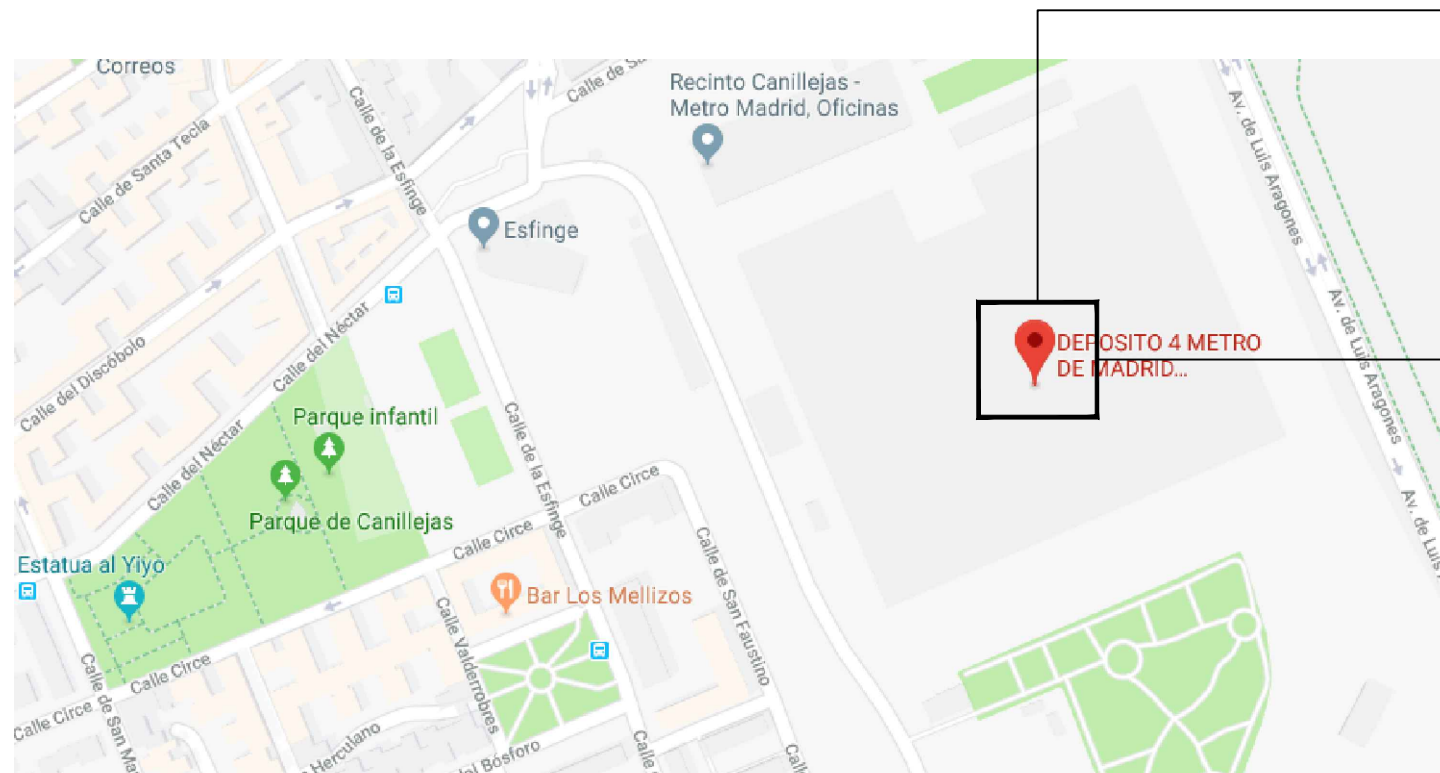 Correos
Calle de Sa
Recinto Canillejas -
Metro Madrid, Oficinas
Calle de la Esfinge
Av. de Luis Aragones
Calle de Santa Tecla
Esfinge
Calle del Discóbolo
Calle del Néctar
Av. de Luis Aragones
DEPOSITO 4 METRO
DE MADRID...
Parque infantil
Calle del Néctar
Calle de la Esfinge
Calle Circe
Parque de Canillejas
Calle Circe
Av. de Luis A
Estatua al Yiyo
Bar Los Mellizos
Calle de San Faustino
Calle Valderrobres
Calle Circe
Calle Circe
Calle de San Ma
Herculano
del Bósforo
Calle
Cal